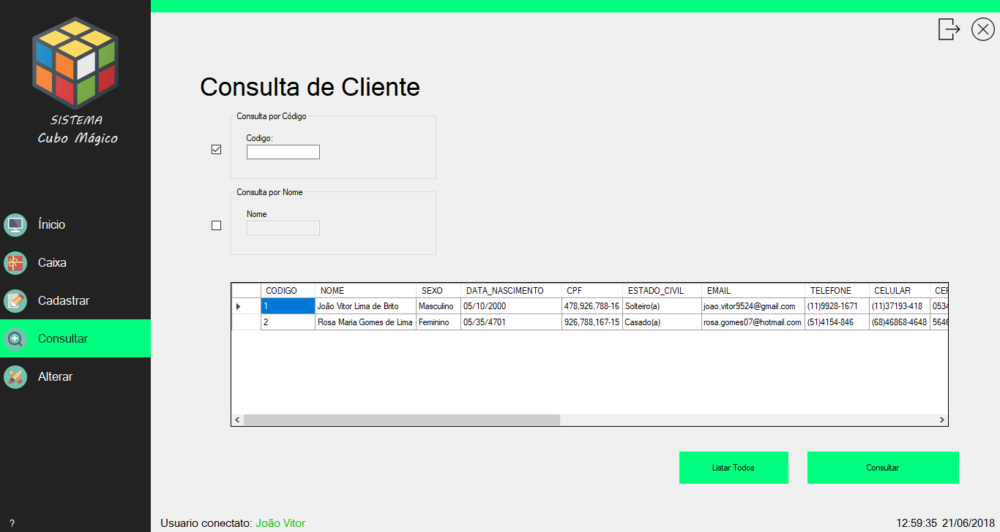 SISTEMA
Cubo Mágico
Ínicio
Caixa
Cadastrar
Consultar
Alterar
?
Consulta de Cliente
Consulta por Código
Codigo:
Consulta por Nome
Nome
CODIGO NOME SEXO DATA_NASCIMENTO CPF ESTADO_CIVIL EMAIL TELEFONE CELULAR CEP
1 João Vitor Lima de Brito Masculino 05/10/2000 478,926,788-16 Solteiro(a) joao.vitor9524@gmail.com (11)9928-1671 (11)37193-418 0534
2 Rosa Maria Gomes de Lima Feminino 05/35/4701 926,788,167-15 Casado(a) rosa.gomes07@hotmail.com (51)4154-846 (68)46868-4648 5646
Listar Todos Consultar
Usuario conectato: João Vitor 12:59:35 21/06/2018